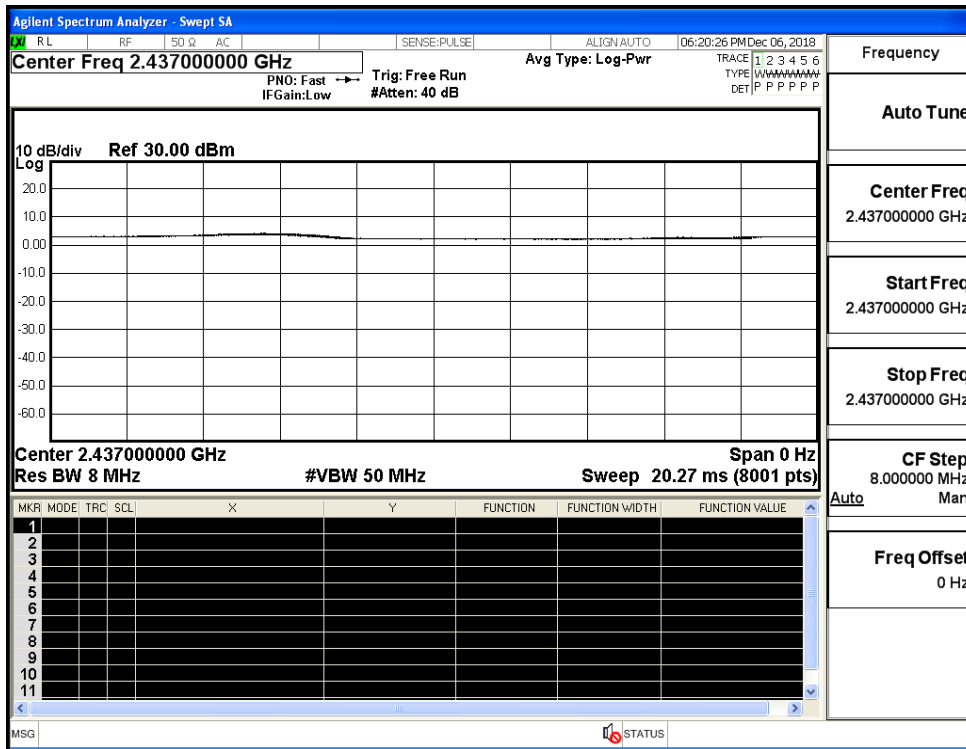 Agilent Spectrum Analyzer - Swept SA
LXI RL RF 50 Ω AC SENSE:PULSE ALIGN AUTO 06:20:26 PM Dec 06, 2018
Center Freq 2.437000000 GHz
PNO: Fast
IFGain:Low
Trig: Free Run
#Atten: 40 dB
Avg Type: Log-Pwr
TRACE 1 2 3 4 5 6
TYPE WWWWWW
DET P P P P P P
10 dB/div Ref 30.00 dBm
Log
20.0
10.0
0.00
-10.0
-20.0
-30.0
-40.0
-50.0
-60.0
Center 2.437000000 GHz Span 0 Hz
Res BW 8 MHz #VBW 50 MHz Sweep 20.27 ms (8001 pts)
MKR MODE TRC SCL X Y FUNCTION FUNCTION WIDTH FUNCTION VALUE
1
2
3
4
5
6
7
8
9
10
11
MSG STATUS
Frequency
Auto Tune
Center Freq
2.437000000 GHz
Start Freq
2.437000000 GHz
Stop Freq
2.437000000 GHz
CF Step
8.000000 MHz
Auto Man
Freq Offset
0 Hz